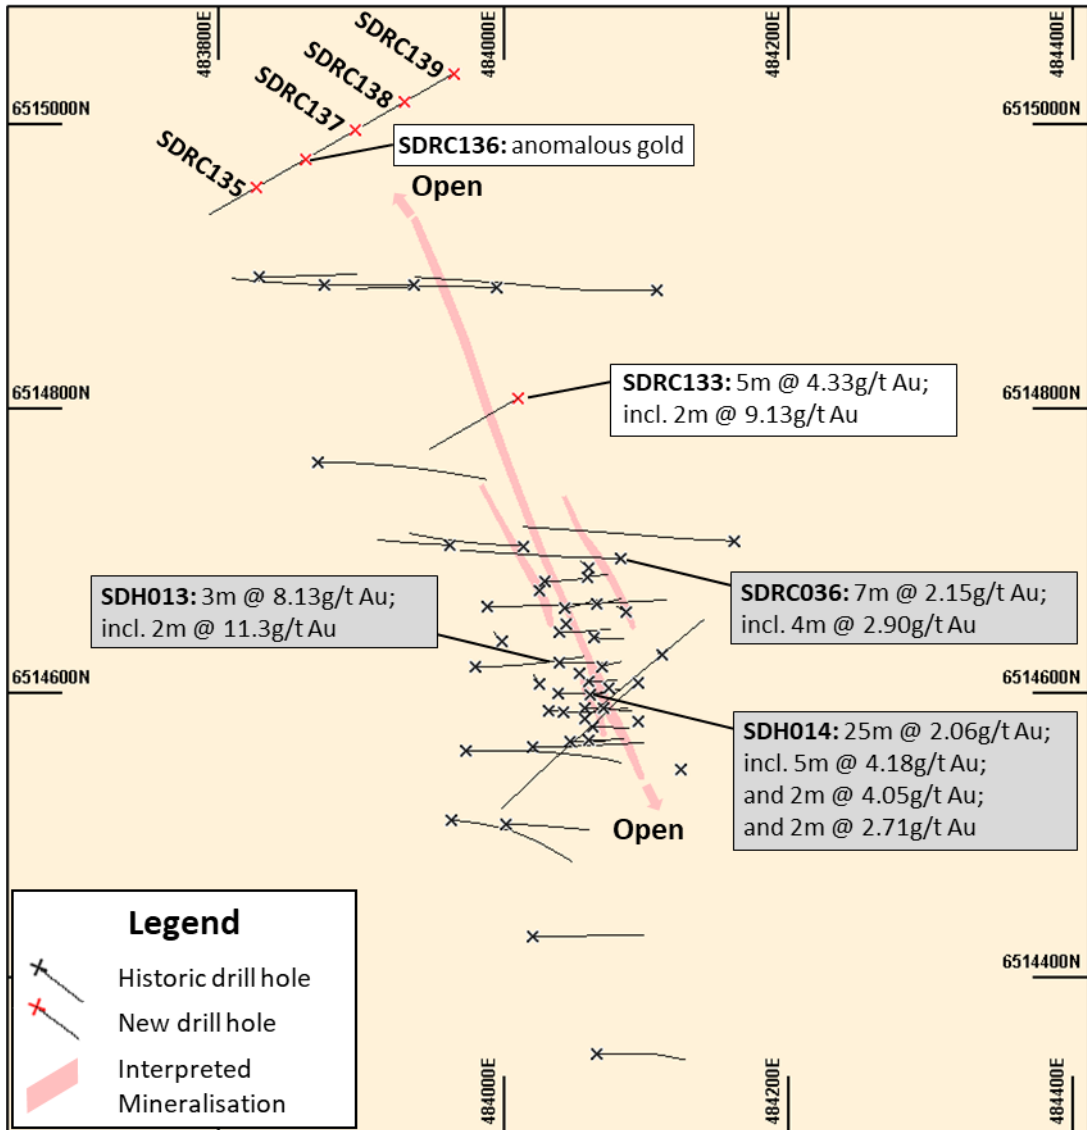 483800E
484000E
484200E
484400E
SDRC139
SDRC138
SDRC137
SDRC135
6515000N
6515000N
SDRC136: anomalous gold
Open
6514800N
6514800N
SDRC133: 5m @ 4.33g/t Au;
incl. 2m @ 9.13g/t Au
SDH013: 3m @ 8.13g/t Au;
incl. 2m @ 11.3g/t Au
SDRC036: 7m @ 2.15g/t Au;
incl. 4m @ 2.90g/t Au
6514600N
6514600N
SDH014: 25m @ 2.06g/t Au;
incl. 5m @ 4.18g/t Au;
and 2m @ 4.05g/t Au;
and 2m @ 2.71g/t Au
Open
Legend
Historic drill hole
New drill hole
Interpreted
Mineralisation
6514400N
484000E
484200E
484400E